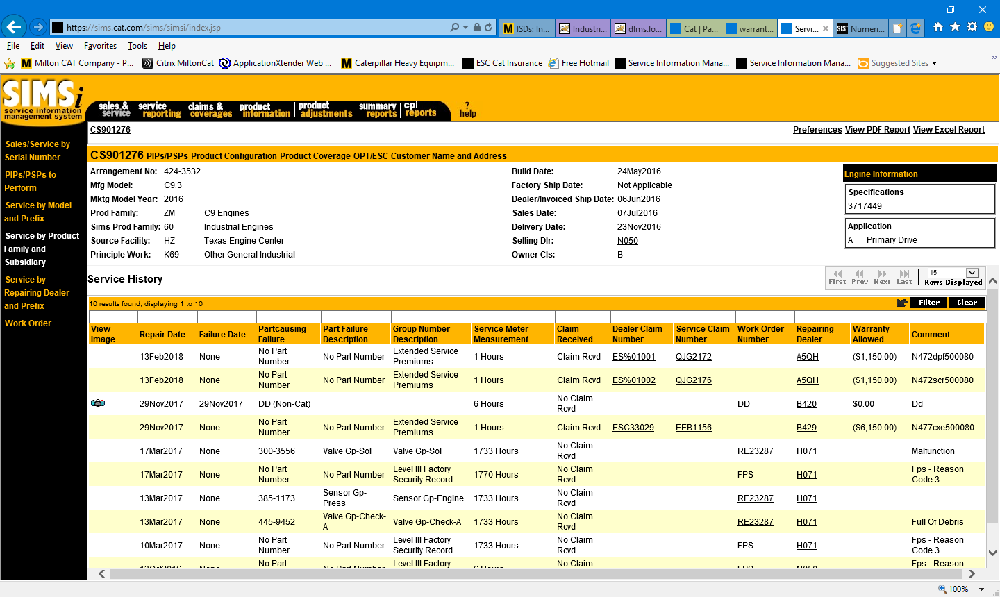 https://sims.cat.com/sims/simsi/index.jsp
ISDs: In...
Industri...
dlms.lo...
Cat | Pa...
warrant...
Servi...
SIS
Numeri...
File Edit View Favorites Tools Help
Milton CAT Company - P...
Citrix MiltonCat
ApplicationXtender Web ...
Caterpillar Heavy Equipm...
ESC Cat Insurance
Free Hotmail
Service Information Mana...
Service Information Mana...
Suggested Sites
SIMSi
service information
management system
sales & service
service reporting
claims & coverages
product information
product adjustments
summary reports
cpi reports
? help
CS901276
Preferences View PDF Report View Excel Report
Sales/Service by
Serial Number
PIPs/PSPs to
Perform
Service by Model
and Prefix
Service by Product
Family and
Subsidiary
Service by
Repairing Dealer
and Prefix
Work Order
CS901276 PIPs/PSPs Product Configuration Product Coverage OPT/ESC Customer Name and Address
Arrangement No: 424-3532
Mfg Model: C9.3
Mktg Model Year: 2016
Prod Family: ZM C9 Engines
Sims Prod Family: 60 Industrial Engines
Source Facility: HZ Texas Engine Center
Principle Work: K69 Other General Industrial
Build Date: 24May2016
Factory Ship Date: Not Applicable
Dealer/Invoiced Ship Date: 06Jun2016
Sales Date: 07Jul2016
Delivery Date: 23Nov2016
Selling Dlr: N050
Owner Cls: B
Engine Information
Specifications
3717449
Application
A Primary Drive
Service History
First Prev Next Last
15
Rows Displayed
10 results found, displaying 1 to 10
Filter Clear
View Image | Repair Date | Failure Date | Partcausing Failure | Part Failure Description | Group Number Description | Service Meter Measurement | Claim Received | Dealer Claim Number | Service Claim Number | Work Order Number | Repairing Dealer | Warranty Allowed | Comment
13Feb2018 None No Part Number No Part Number Extended Service Premiums 1 Hours Claim Rcvd ES%01001 QJG2172 A5QH ($1,150.00) N472dpf500080
13Feb2018 None No Part Number No Part Number Extended Service Premiums 1 Hours Claim Rcvd ES%01002 QJG2176 A5QH ($1,150.00) N472scr500080
29Nov2017 29Nov2017 DD (Non-Cat) 6 Hours No Claim Rcvd DD B420 $0.00 Dd
29Nov2017 None No Part Number No Part Number Extended Service Premiums 1 Hours Claim Rcvd ESC33029 EEB1156 B429 ($6,150.00) N477cxe500080
17Mar2017 None 300-3556 Valve Gp-Sol Valve Gp-Sol 1733 Hours No Claim Rcvd RE23287 H071 Malfunction
17Mar2017 None No Part Number No Part Number Level III Factory Security Record 1770 Hours No Claim Rcvd FPS H071 Fps - Reason Code 3
13Mar2017 None 385-1173 Sensor Gp-Press Sensor Gp-Engine 1733 Hours No Claim Rcvd RE23287 H071
13Mar2017 None 445-9452 Valve Gp-Check-A Valve Gp-Check-A 1733 Hours No Claim Rcvd RE23287 H071 Full Of Debris
10Mar2017 None No Part Number No Part Number Level III Factory Security Record 1733 Hours No Claim Rcvd FPS H071 Fps - Reason Code 3
No Part Level III Factory No Claim Fps - Reason
100%